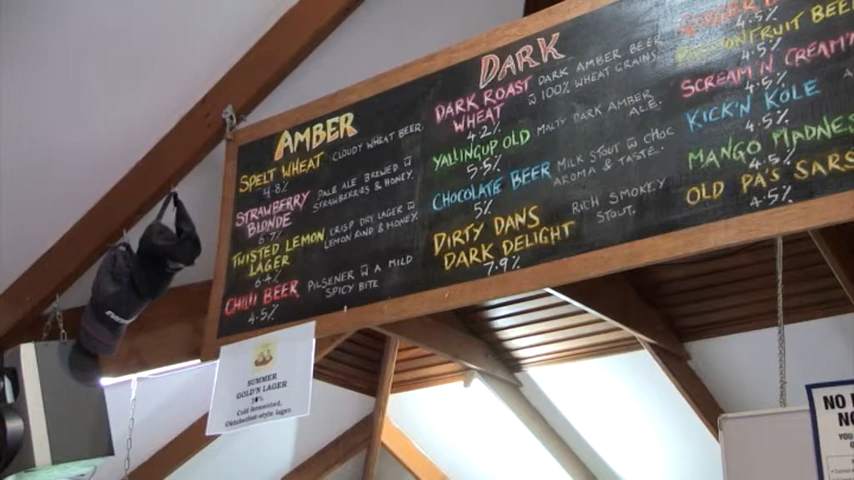 AMBER
SPELT WHEAT CLOUDY WHEAT BEER.
4.8%
STRAWBERRY BLONDE PALE ALE BREWED W
STRAWBERRIES & HONEY.
6.7%
TWISTED LEMON LAGER CRISP DRY LAGER W
LEMON RIND & HONEY.
6.4%
CHILLI BEER PILSENER W A MILD
SPICY BITE
4.5%
DARK
DARK ROAST WHEAT DARK AMBER BEER
W 100% WHEAT GRAINS.
4.2%
YALLINGUP OLD MALTY DARK AMBER
ALE.
5.5%
CHOCOLATE BEER MILK STOUT W CHOC
AROMA & TASTE.
5%
DIRTY DANS
DARK DELIGHT RICH SMOKEY
STOUT.
7.9%
4.5%
BEER
4.5%
SCREAM'N CREAM'
4.5%
KICK'N KOLE
4.5%
MANGO MADNES
4.5%
OLD PA'S SARS
4.5%
SUMMER
GOLD'N LAGER
Cold fermented,
Oktoberfest-style lager.
NO
YOU